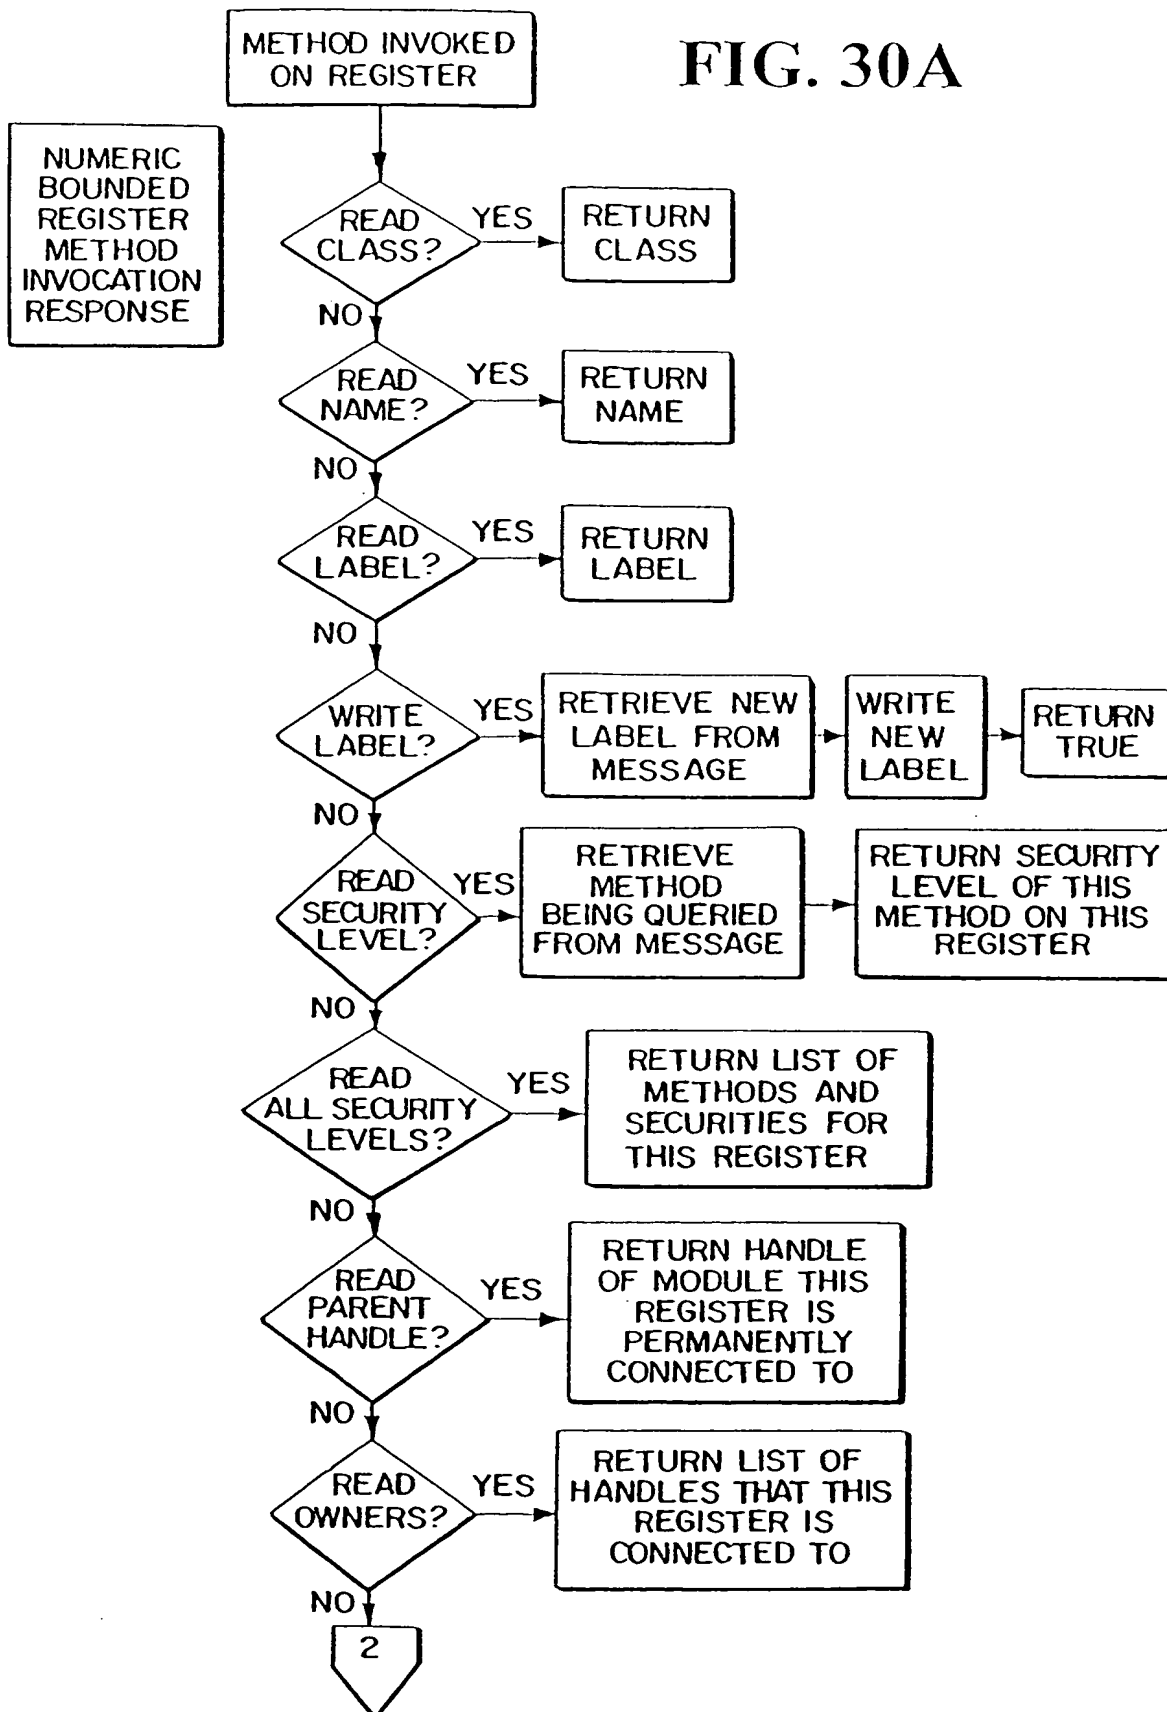 METHOD INVOKED
ON REGISTER
FIG. 30A
NUMERIC
BOUNDED
REGISTER
METHOD
INVOCATION
RESPONSE
READ
CLASS?
YES
RETURN
CLASS
NO
READ
NAME?
YES
RETURN
NAME
NO
READ
LABEL?
YES
RETURN
LABEL
NO
WRITE
LABEL?
YES
RETRIEVE NEW
LABEL FROM
MESSAGE
WRITE
NEW
LABEL
RETURN
TRUE
NO
READ
SECURITY
LEVEL?
YES
RETRIEVE
METHOD
BEING QUERIED
FROM MESSAGE
RETURN SECURITY
LEVEL OF THIS
METHOD ON THIS
REGISTER
NO
READ
ALL SECURITY
LEVELS?
YES
RETURN LIST OF
METHODS AND
SECURITIES FOR
THIS REGISTER
NO
READ
PARENT
HANDLE?
YES
RETURN HANDLE
OF MODULE THIS
REGISTER IS
PERMANENTLY
CONNECTED TO
NO
READ
OWNERS?
YES
RETURN LIST OF
HANDLES THAT THIS
REGISTER IS
CONNECTED TO
NO
2